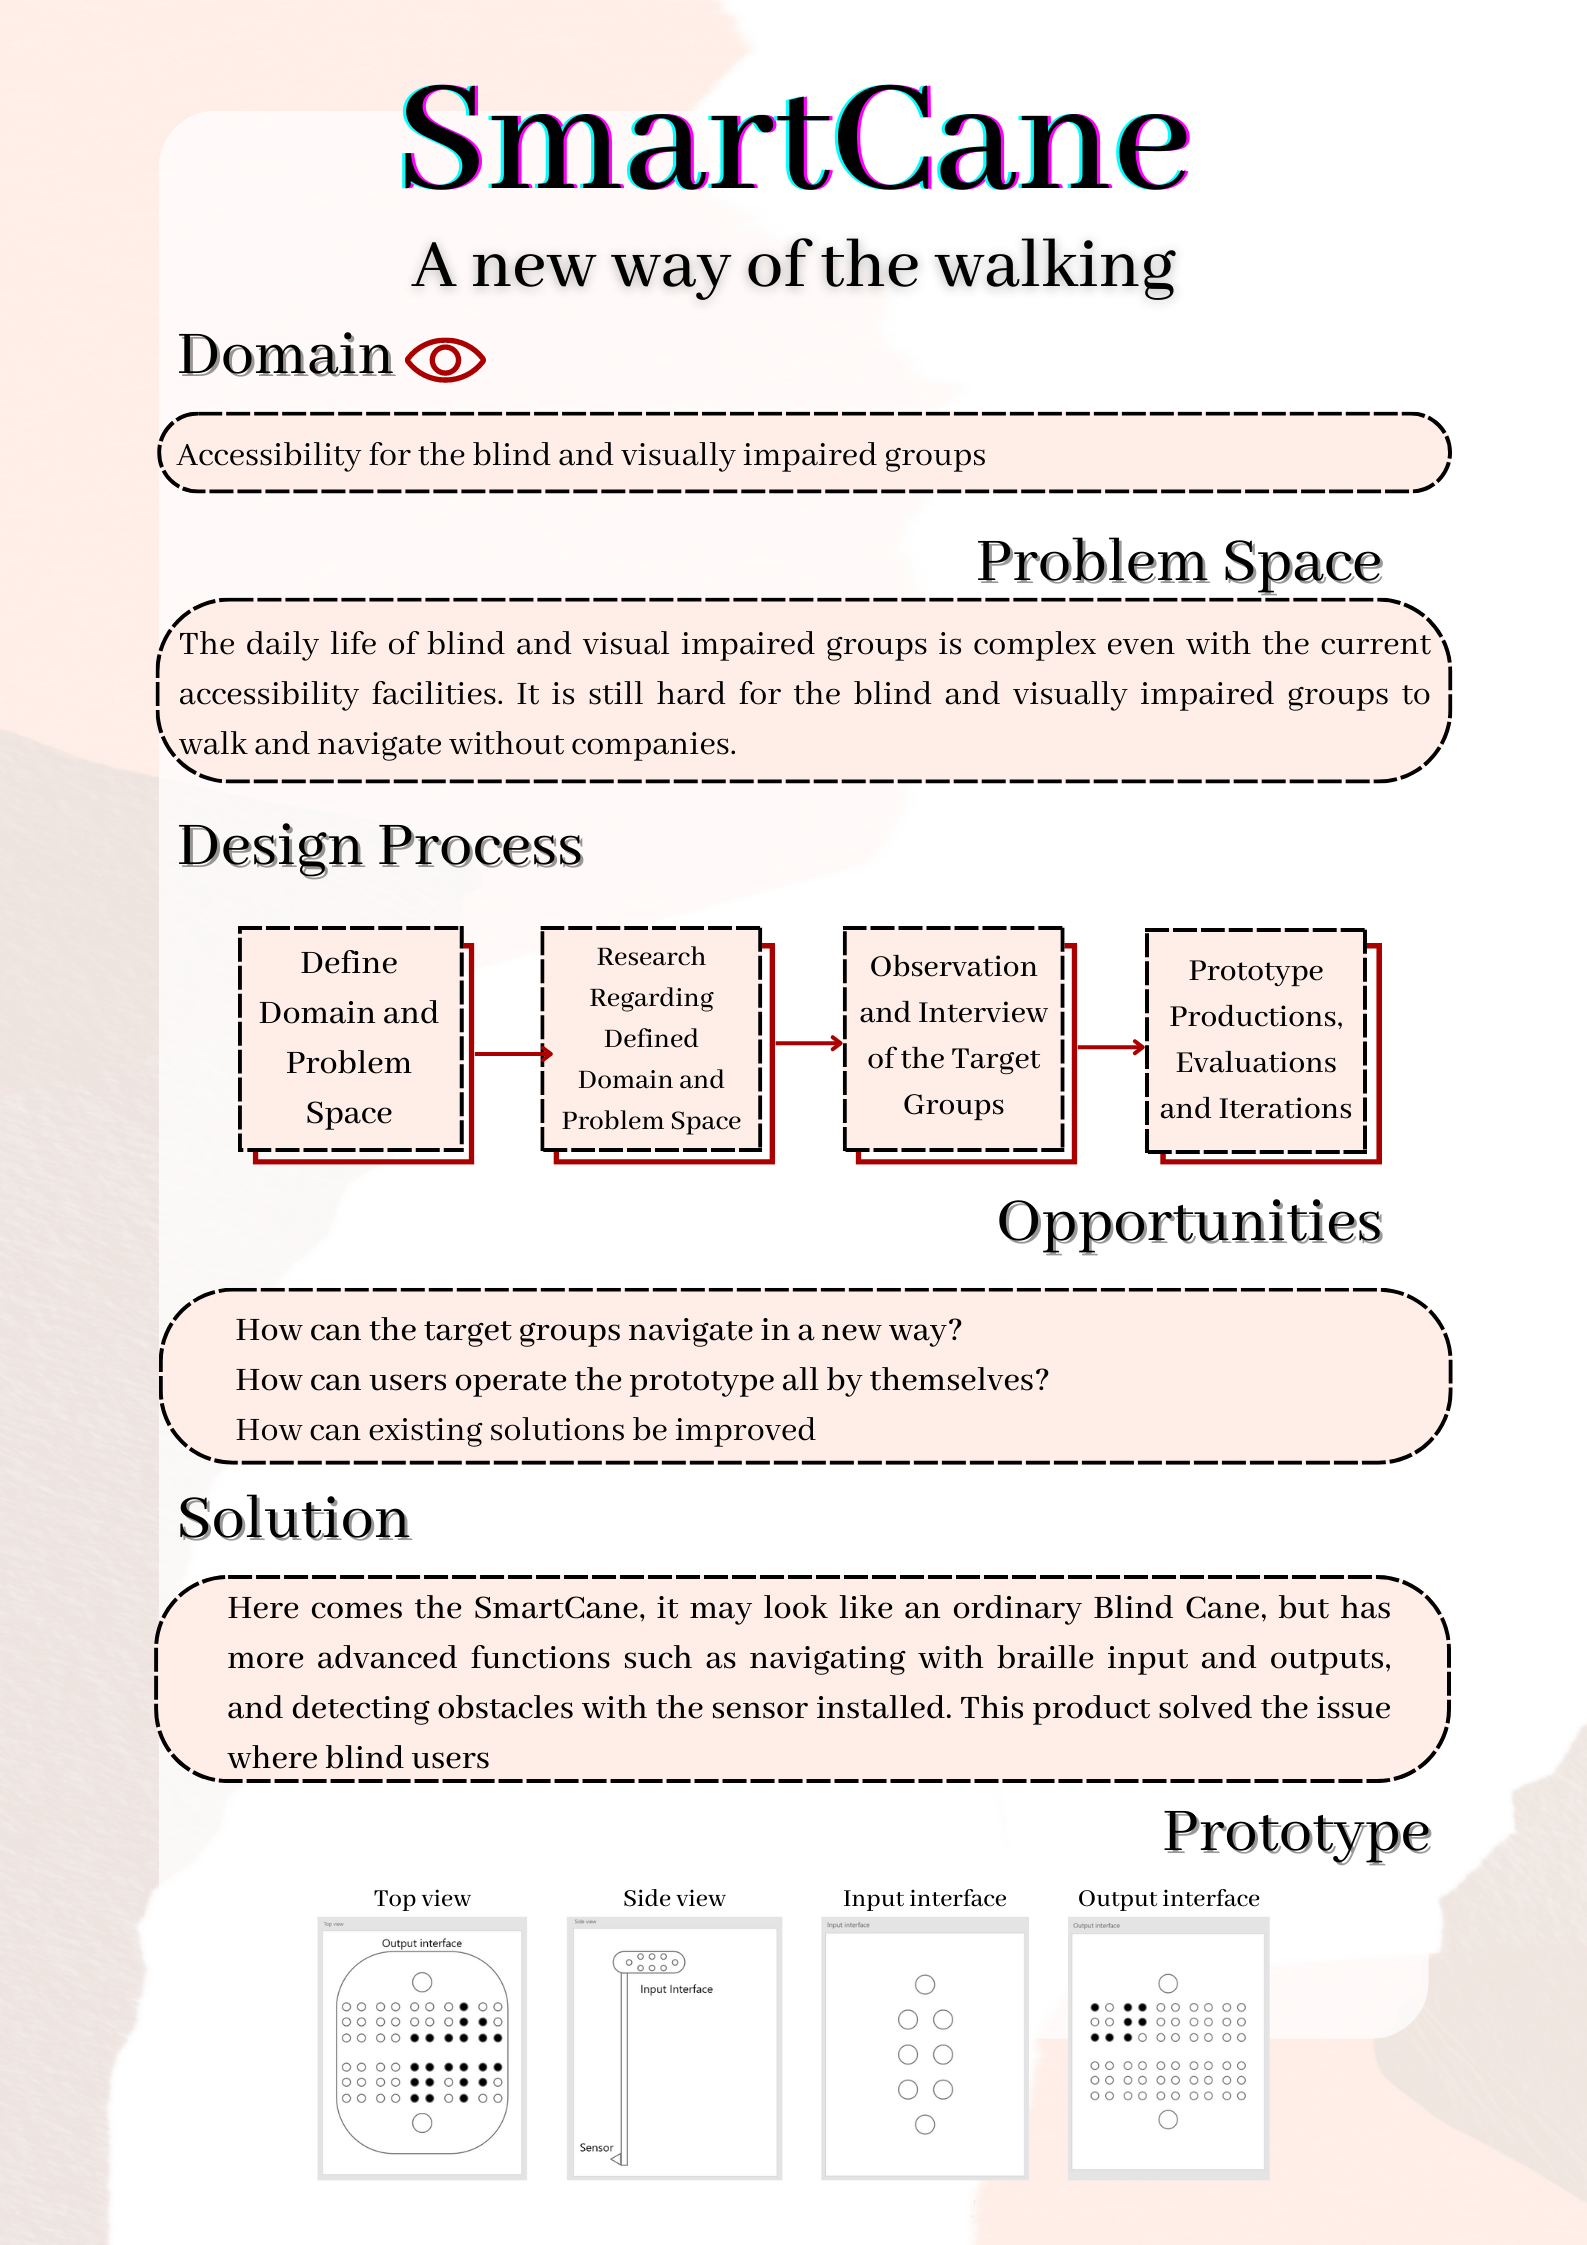 SmartCane
A new way of the walking
Domain
Accessibility for the blind and visually impaired groups
Problem Space
The daily life of blind and visual impaired groups is complex even with the current
accessibility facilities. It is still hard for the blind and visually impaired groups to
walk and navigate without companies.
Design Process
Define
Domain and
Problem
Space
Research
Regarding
Defined
Domain and
Problem Space
Observation
and Interview
of the Target
Groups
Prototype
Productions,
Evaluations
and Iterations
Opportunities
How can the target groups navigate in a new way?
How can users operate the prototype all by themselves?
How can existing solutions be improved
Solution
Here comes the SmartCane, it may look like an ordinary Blind Cane, but has
more advanced functions such as navigating with braille input and outputs,
and detecting obstacles with the sensor installed. This product solved the issue
where blind users
Prototype
Top view
Top view
Output interface
Side view
Side view
Input Interface
Sensor
Input interface
Input interface
Output interface
Output interface